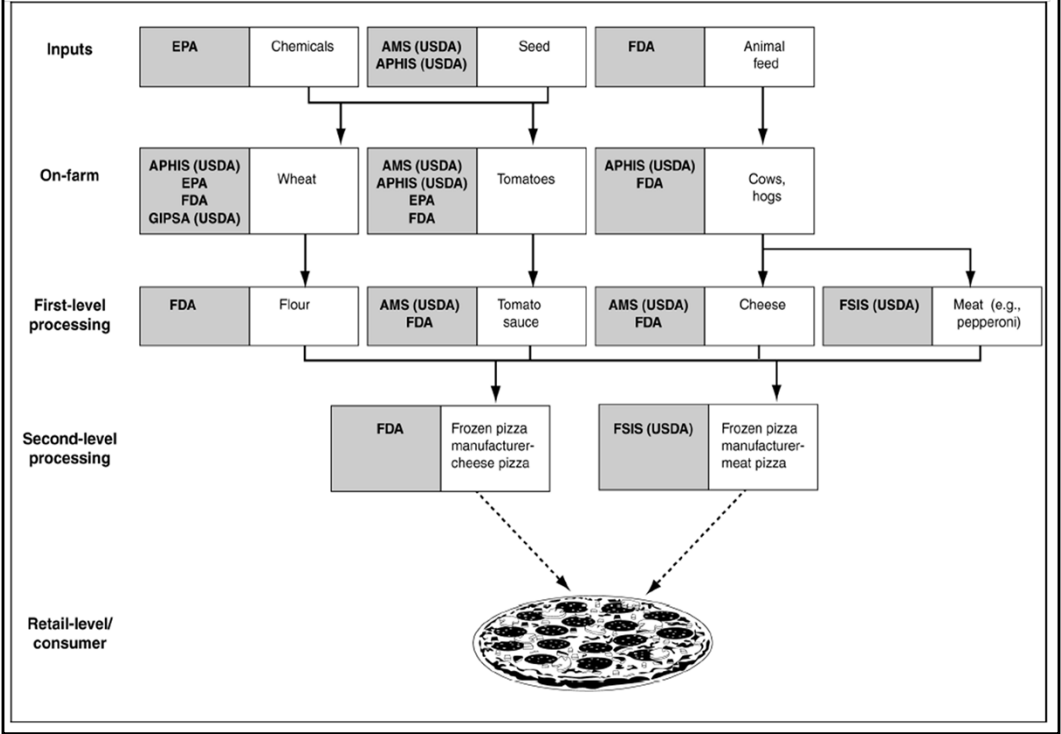 Inputs
EPA
Chemicals
AMS (USDA)
APHIS (USDA)
Seed
FDA
Animal
feed
On-farm
APHIS (USDA)
EPA
FDA
GIPSA (USDA)
Wheat
AMS (USDA)
APHIS (USDA)
EPA
FDA
Tomatoes
APHIS (USDA)
FDA
Cows,
hogs
First-level
processing
FDA
Flour
AMS (USDA)
FDA
Tomato
sauce
AMS (USDA)
FDA
Cheese
FSIS (USDA)
Meat (e.g.,
pepperoni)
Second-level
processing
FDA
Frozen pizza
manufacturer-
cheese pizza
FSIS (USDA)
Frozen pizza
manufacturer-
meat pizza
Retail-level/
consumer